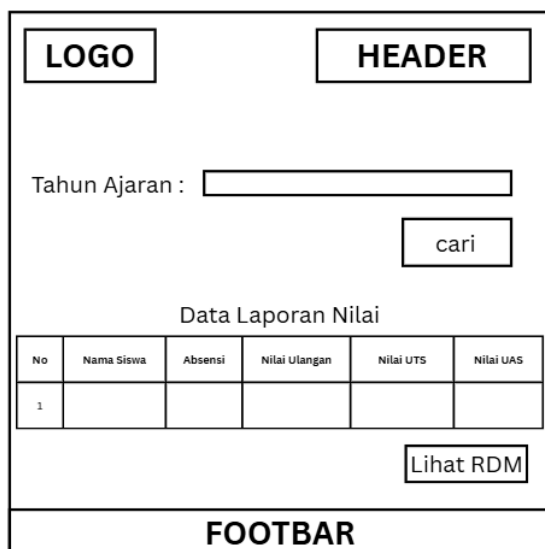 LOGO
HEADER
Tahun Ajaran :
cari
Data Laporan Nilai
No Nama Siswa Absensi Nilai Ulangan Nilai UTS Nilai UAS
1
Lihat RDM
FOOTBAR